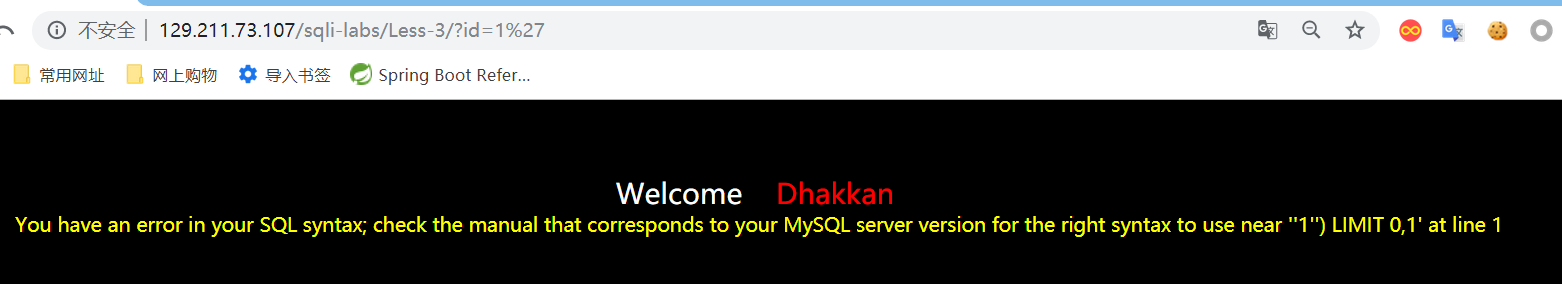 不安全 | 129.211.73.107/sqli-labs/Less-3/?id=1%27
常用网址 网上购物 导入书签 Spring Boot Refer...
Welcome Dhakkan
You have an error in your SQL syntax; check the manual that corresponds to your MySQL server version for the right syntax to use near ''1'') LIMIT 0,1' at line 1